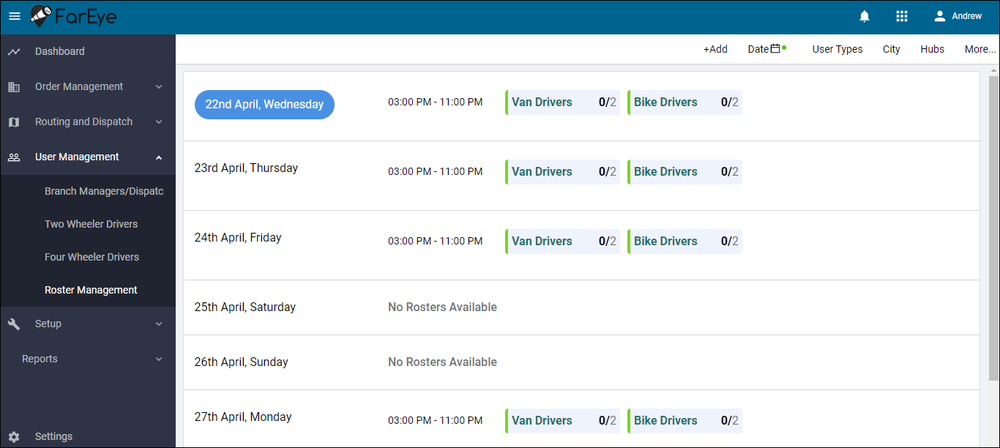 FarEye
Andrew
Dashboard
Order Management
Routing and Dispatch
User Management
Branch Managers/Dispatc
Two Wheeler Drivers
Four Wheeler Drivers
Roster Management
Setup
Reports
Settings
+Add Date User Types City Hubs More...
22nd April, Wednesday 03:00 PM - 11:00 PM Van Drivers 0/2 Bike Drivers 0/2
23rd April, Thursday 03:00 PM - 11:00 PM Van Drivers 0/2 Bike Drivers 0/2
24th April, Friday 03:00 PM - 11:00 PM Van Drivers 0/2 Bike Drivers 0/2
25th April, Saturday No Rosters Available
26th April, Sunday No Rosters Available
27th April, Monday 03:00 PM - 11:00 PM Van Drivers 0/2 Bike Drivers 0/2